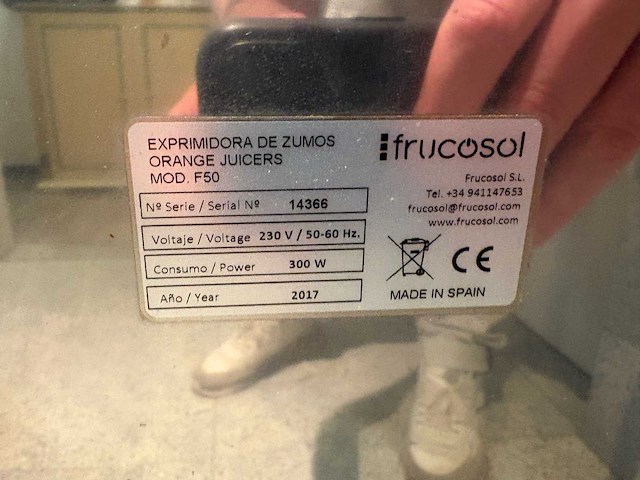 EXPRIMIDORA DE ZUMOS
ORANGE JUICERS
MOD. F50
frucosol
Frucosol S.L.
Tel. +34 941147653
frucosol@frucosol.com
www.frucosol.com
Nº Serie / Serial Nº 14366
Voltaje / Voltage 230 V / 50-60 Hz.
Consumo / Power 300 W
Año / Year 2017
CE
MADE IN SPAIN